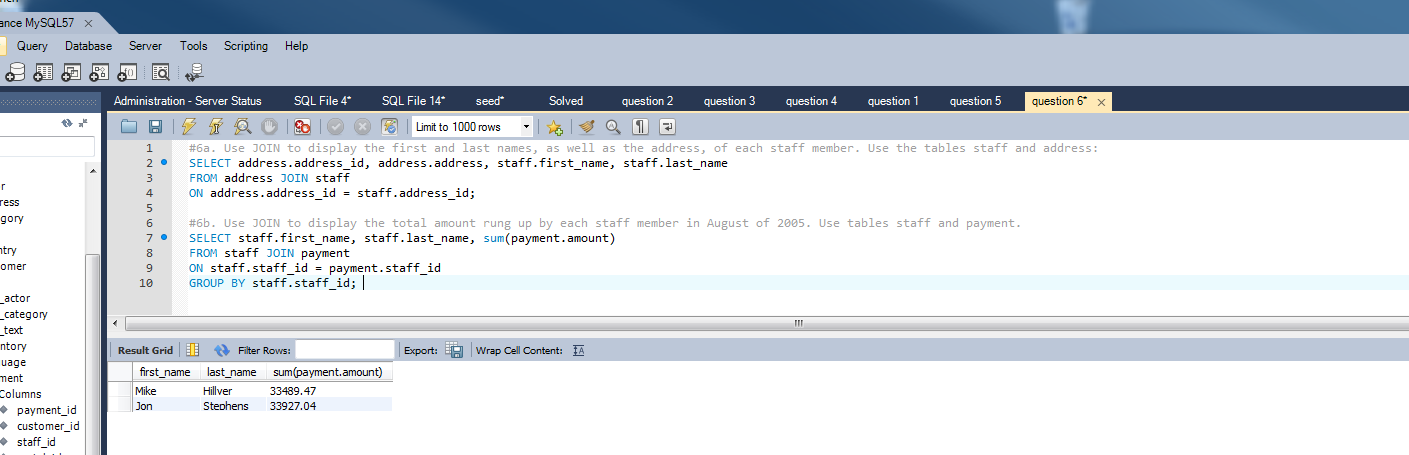 ance MySQL57
Query Database Server Tools Scripting Help
Administration - Server Status SQL File 4* SQL File 14* seed* Solved question 2 question 3 question 4 question 1 question 5 question 6*
Limit to 1000 rows
1 #6a. Use JOIN to display the first and last names, as well as the address, of each staff member. Use the tables staff and address:
2 SELECT address.address_id, address.address, staff.first_name, staff.last_name
3 FROM address JOIN staff
4 ON address.address_id = staff.address_id;
5
6 #6b. Use JOIN to display the total amount rung up by each staff member in August of 2005. Use tables staff and payment.
7 SELECT staff.first_name, staff.last_name, sum(payment.amount)
8 FROM staff JOIN payment
9 ON staff.staff_id = payment.staff_id
10 GROUP BY staff.staff_id;
r
ress
gory
ntry
omer
_actor
_category
_text
ntory
uage
ment
Columns
payment_id
customer_id
staff_id
Result Grid Filter Rows: Export: Wrap Cell Content:
first_name last_name sum(payment.amount)
Mike Hillyer 33489.47
Jon Stephens 33927.04